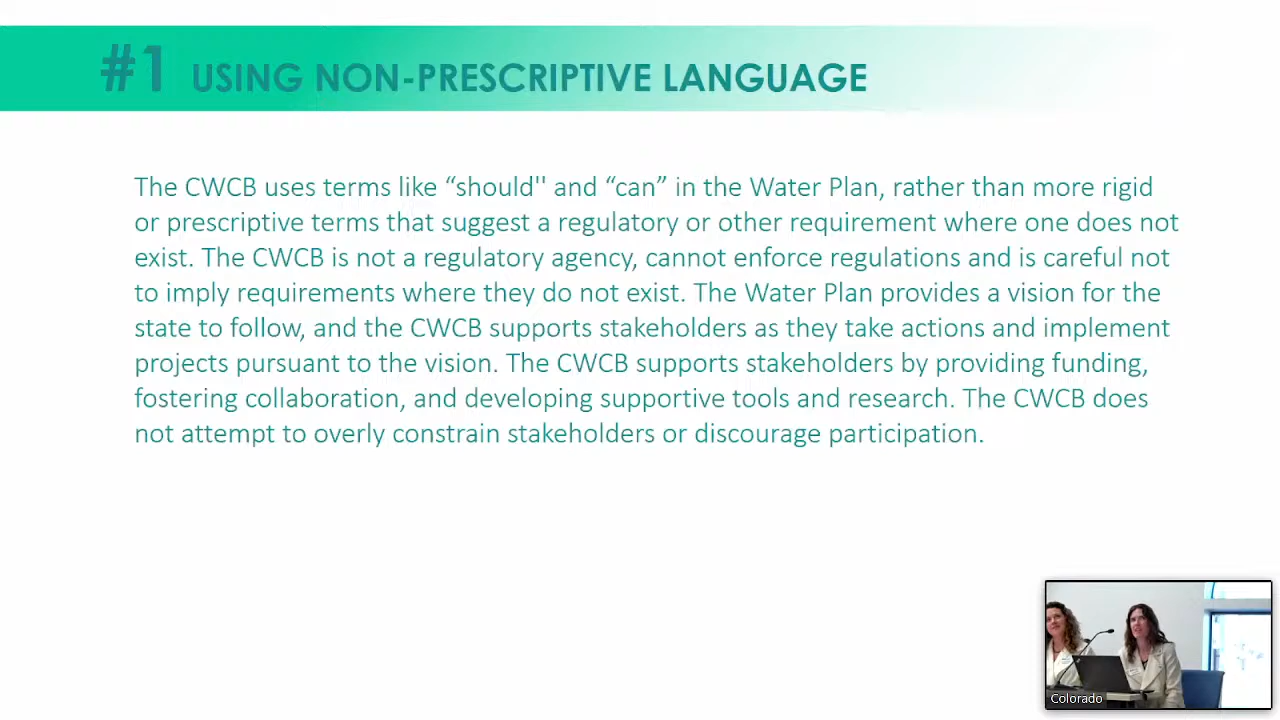 #1 USING NON-PRESCRIPTIVE LANGUAGE
The CWCB uses terms like “should'' and “can” in the Water Plan, rather than more rigid
or prescriptive terms that suggest a regulatory or other requirement where one does not
exist. The CWCB is not a regulatory agency, cannot enforce regulations and is careful not
to imply requirements where they do not exist. The Water Plan provides a vision for the
state to follow, and the CWCB supports stakeholders as they take actions and implement
projects pursuant to the vision. The CWCB supports stakeholders by providing funding,
fostering collaboration, and developing supportive tools and research. The CWCB does
not attempt to overly constrain stakeholders or discourage participation.
Colorado